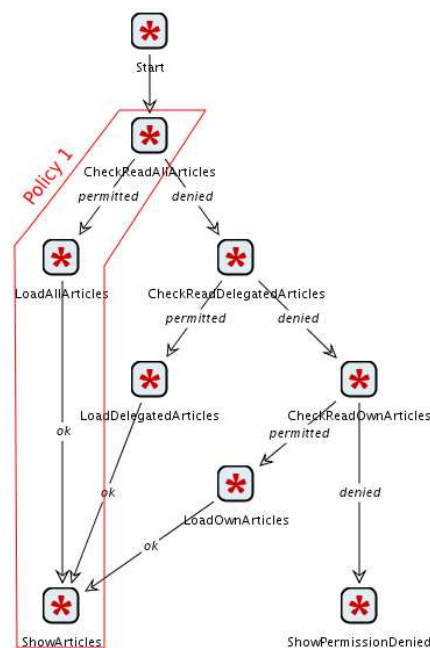 Start
Policy 1
CheckReadAllArticles
permitted
denied
LoadAllArticles
CheckReadDelegatedArticles
permitted
denied
LoadDelegatedArticles
CheckReadOwnArticles
ok
permitted
ok
denied
LoadOwnArticles
ok
ShowArticles
ShowPermissionDenied